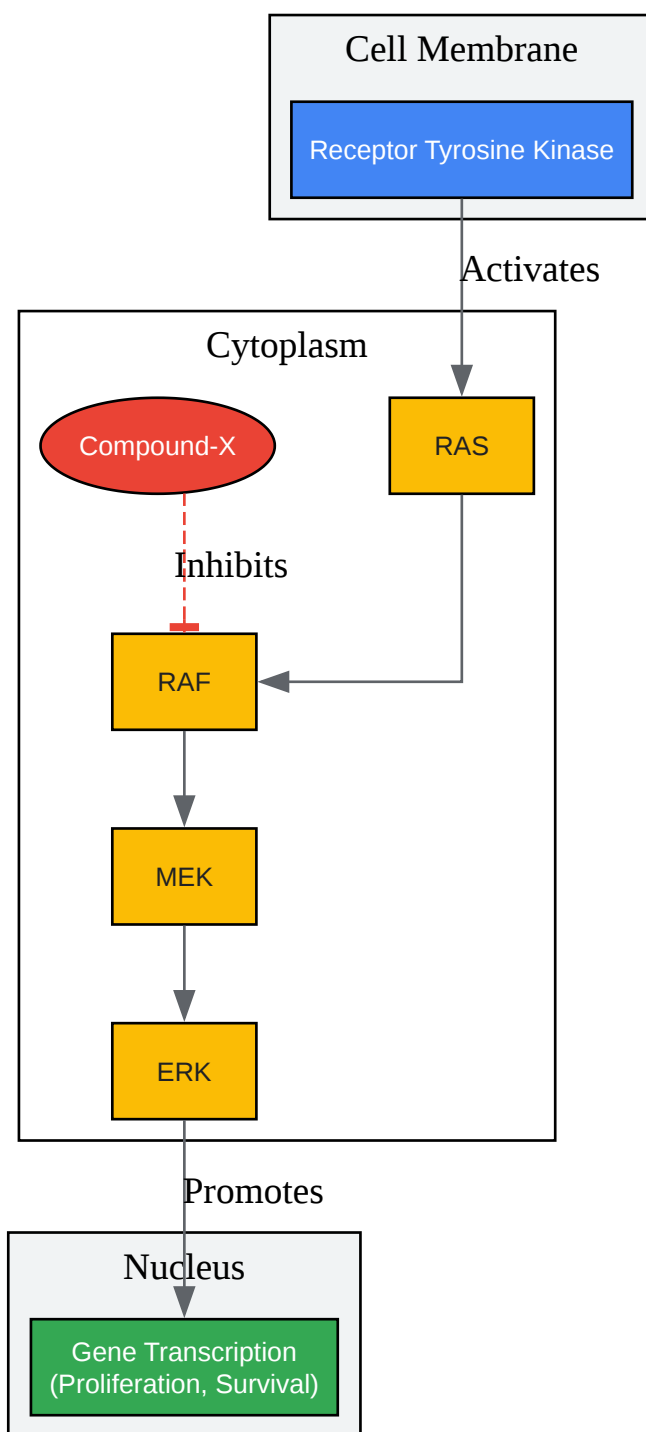 Cell Membrane
Receptor Tyrosine Kinase
Activates
Cytoplasm
Compound-X
RAS
Inhibits
RAF
MEK
ERK
Promotes
Nucleus
Gene Transcription
(Proliferation, Survival)